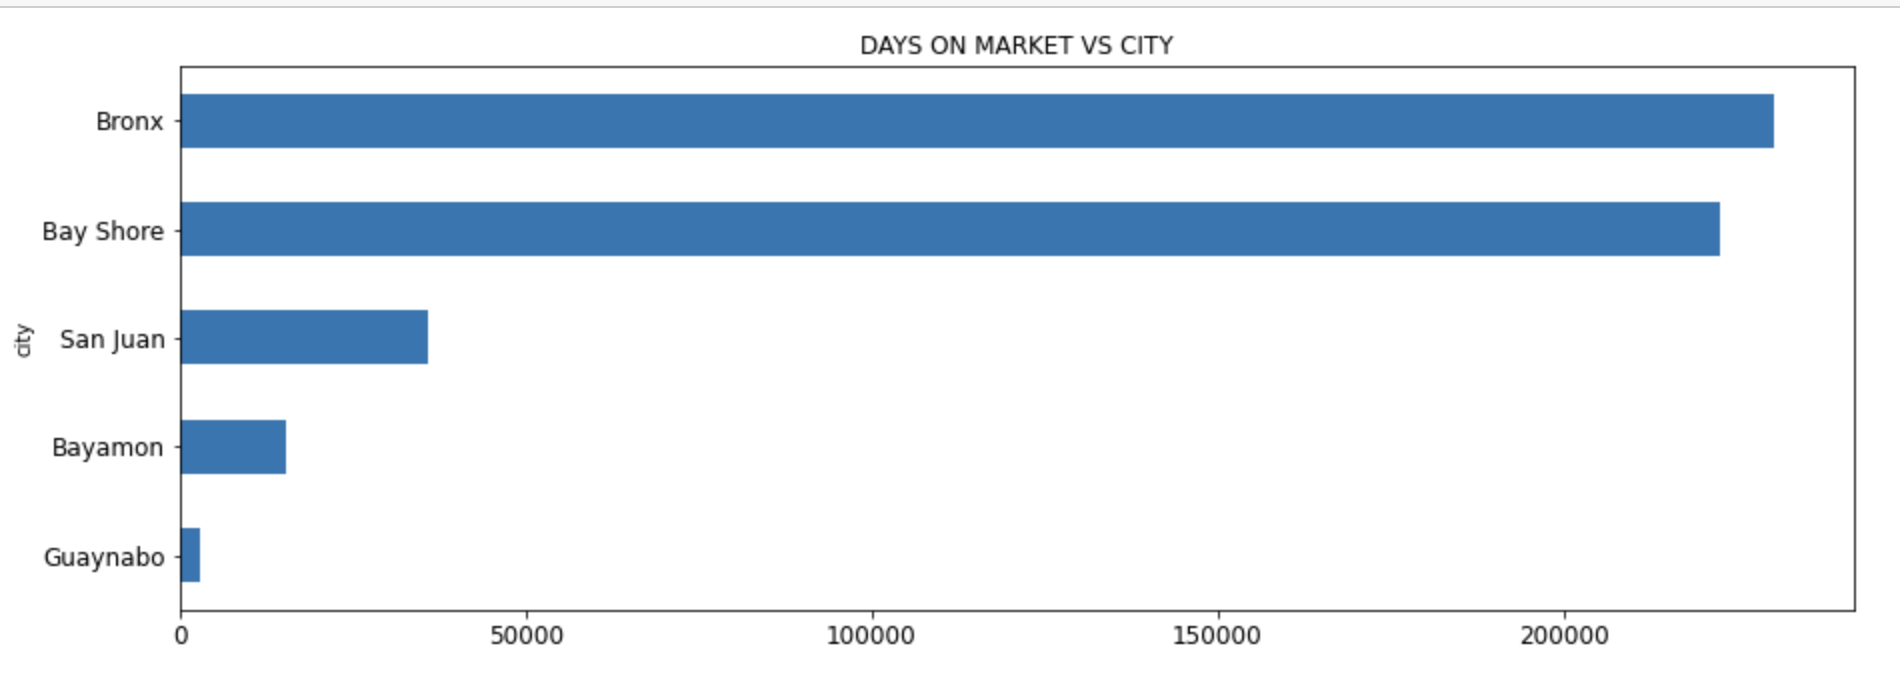 DAYS ON MARKET VS CITY
Bronx
Bay Shore
San Juan
Bayamon
Guaynabo
city
0 50000 100000 150000 200000